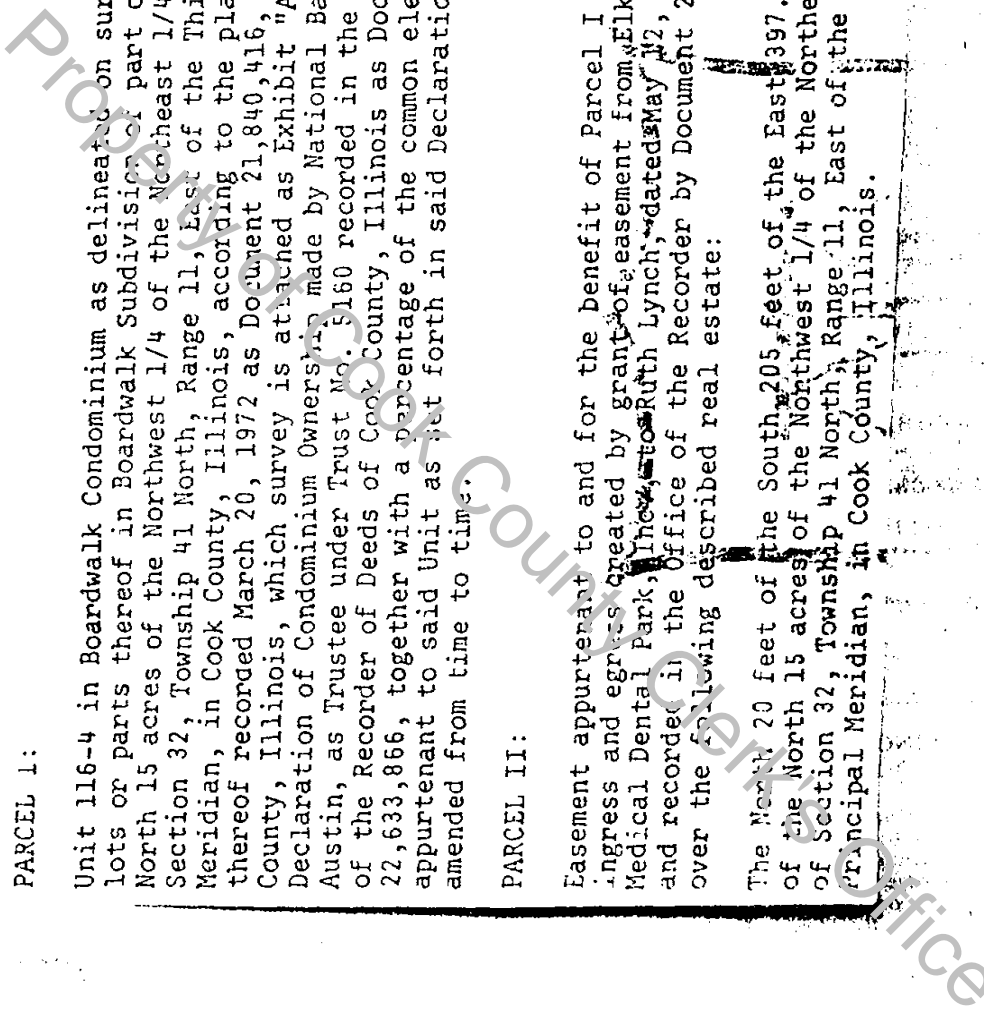 PARCEL 1:
Unit 116-4 in Boardwalk Condominium as delineated on sur
lots or parts thereof in Boardwalk Subdivision of part o
North 15 acres of the Northwest 1/4 of the Northeast 1/4
Section 32, Township 41 North, Range 11, East of the Thi
Meridian, in Cook County, Illinois, according to the pla
thereof recorded March 20, 1972 as Document 21,840,416,
County, Illinois, which survey is attached as Exhibit "A
Declaration of Condominium Ownership made by National Ba
Austin, as Trustee under Trust No. 5160 recorded in the
of the Recorder of Deeds of Cook County, Illinois as Doc
22,633,866, together with a percentage of the common ele
appurtenant to said Unit as set forth in said Declaratio
amended from time to time.
PARCEL II:
Easement appurtenant to and for the benefit of Parcel I
ingress and egress created by grant of easement from Elk
Medical Dental Park, Inc., to Ruth Lynch, dated May 12,
and recorded in the Office of the Recorder by Document 2
over the following described real estate:
The North 20 feet of the South 205 feet of the East 397.
of the North 15 acres of the Northwest 1/4 of the Northe
of Section 32, Township 41 North, Range 11, East of the
Principal Meridian, in Cook County, Illinois.
Property of Cook County Clerk's Office